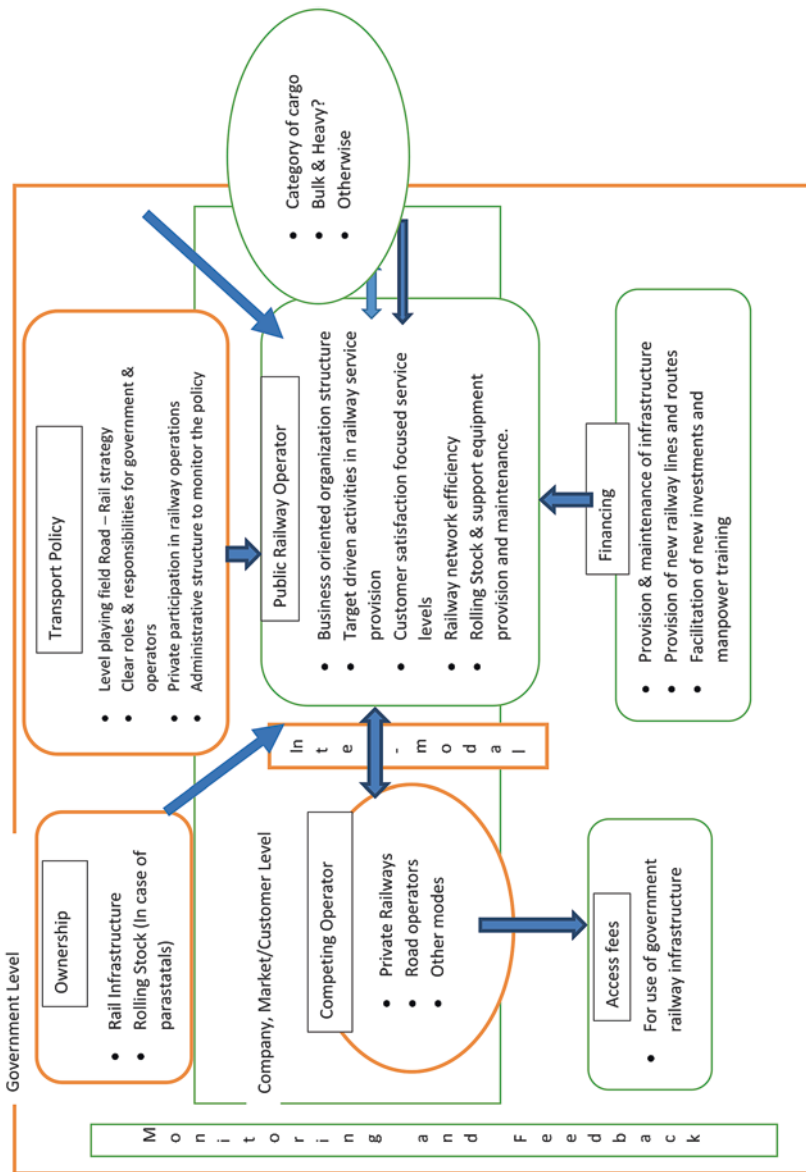 Government Level
Ownership
• Rail Infrastructure
• Rolling Stock (In case of
parastatals)
Transport Policy
• Level playing field Road – Rail strategy
• Clear roles & responsibilities for government &
operators
• Private participation in railway operations
• Administrative structure to monitor the policy
Company, Market/Customer Level
Competing Operator
• Private Railways
• Road operators
• Other modes
In
t
e
-
m
o
d
a
l
Public Railway Operator
• Business oriented organization structure
• Target driven activities in railway service
provision
• Customer satisfaction focused service
levels
• Railway network efficiency
• Rolling Stock & support equipment
provision and maintenance.
• Category of cargo
• Bulk & Heavy?
• Otherwise
Access fees
• For use of government
railway infrastructure
Financing
• Provision & maintenance of infrastructure
• Provision of new railway lines and routes
• Facilitation of new investments and
manpower training
M
o
n
i
t
o
r
i
n
g
a
n
d
F
e
e
d
b
a
c
k